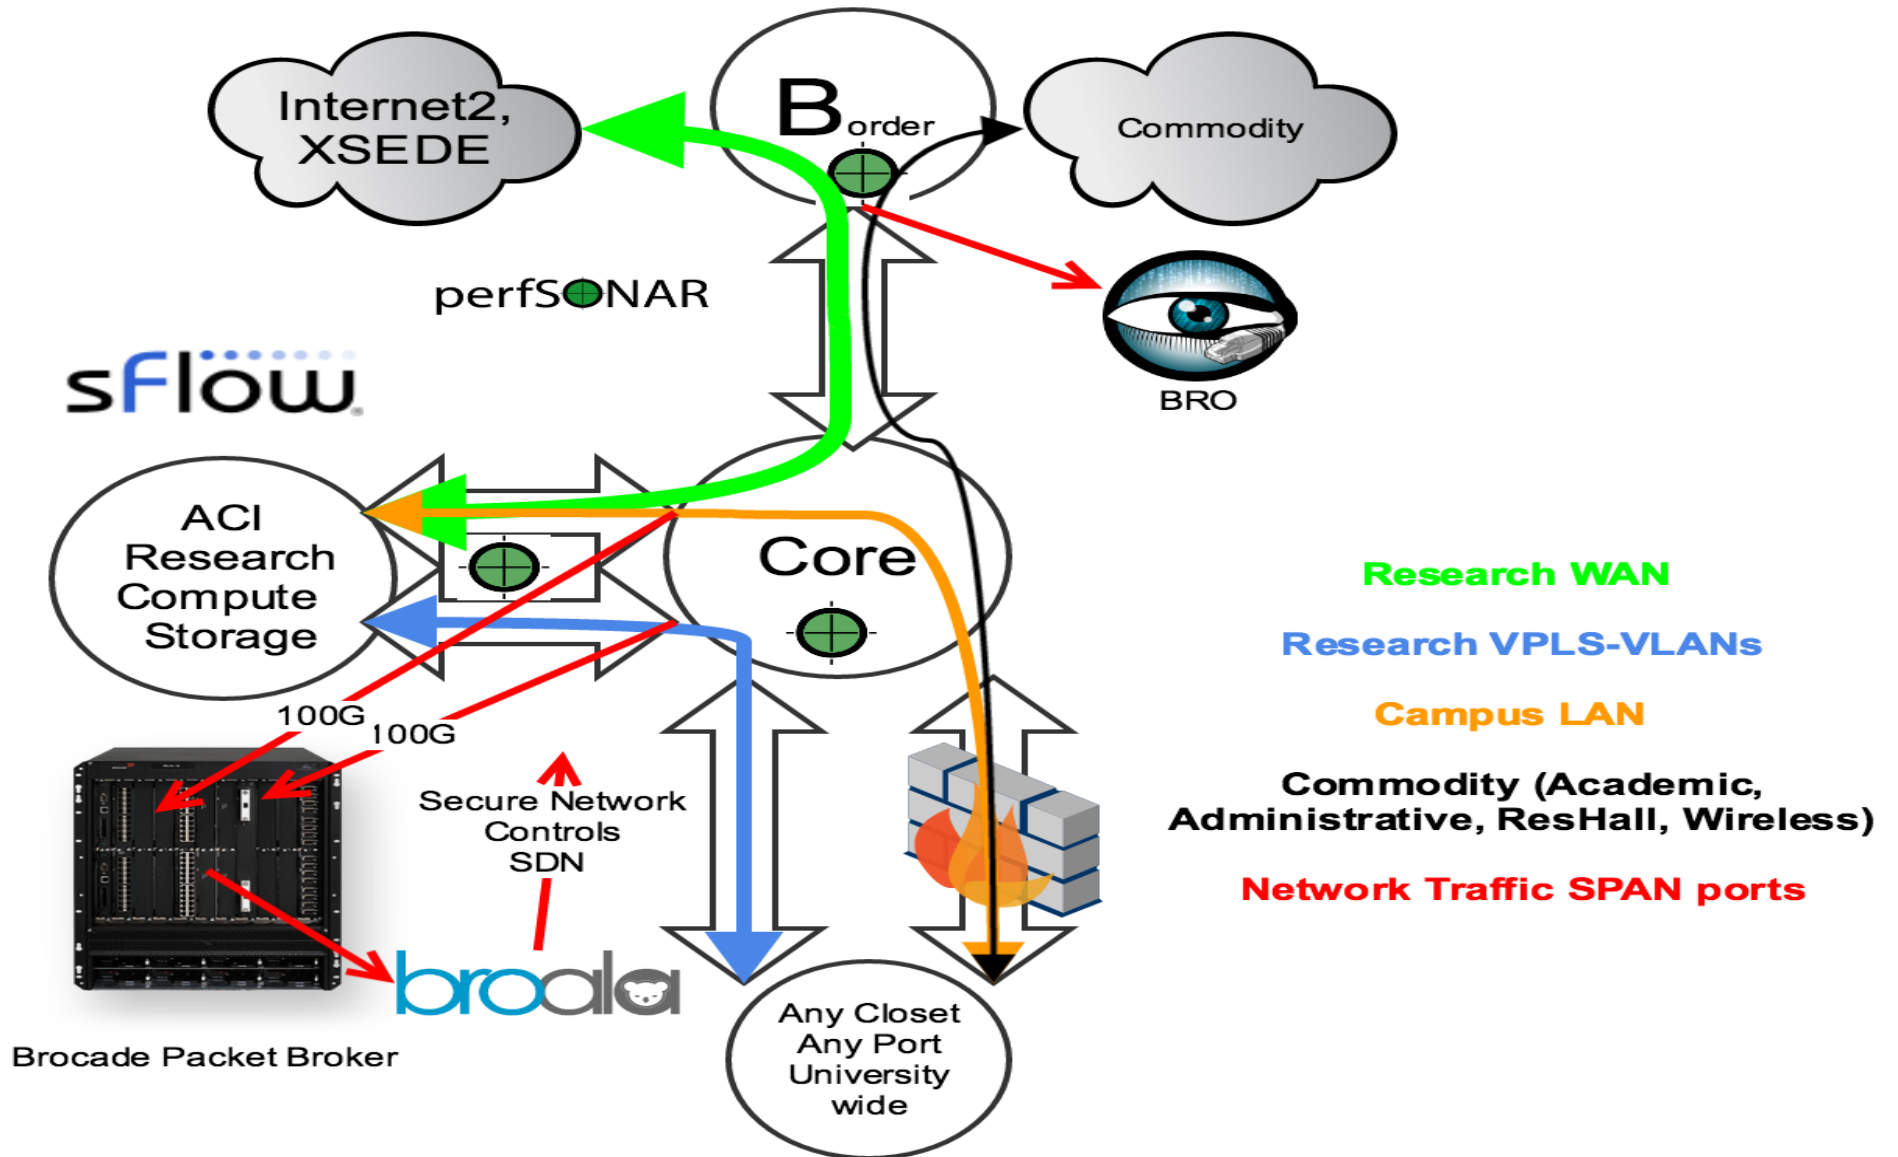 Internet2,
XSEDE
Border
Commodity
perfSONAR
sFlow
BRO
ACI
Research
Compute
Storage
Core
100G
100G
Secure Network
Controls
SDN
broala
Brocade Packet Broker
Any Closet
Any Port
University
wide
Research WAN
Research VPLS-VLANs
Campus LAN
Commodity (Academic,
Administrative, ResHall, Wireless)
Network Traffic SPAN ports